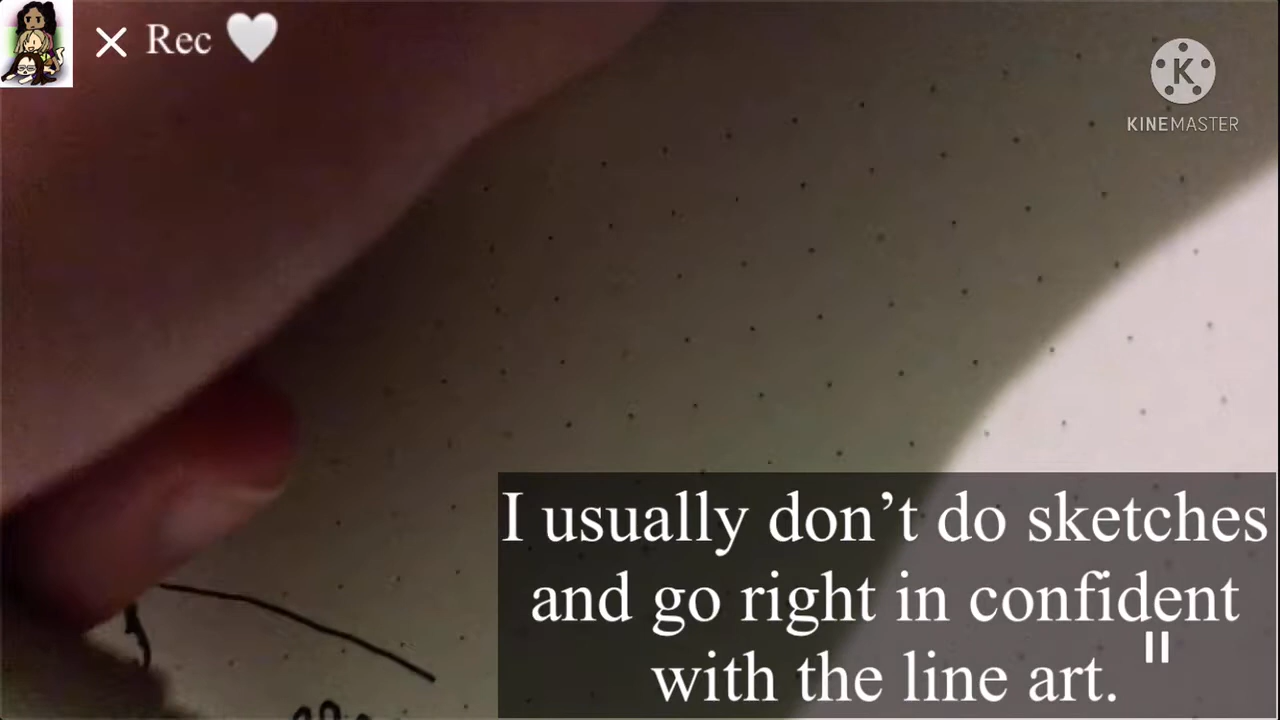 Rec
K
KINEMASTER
I usually don’t do sketches
and go right in confident
with the line art.